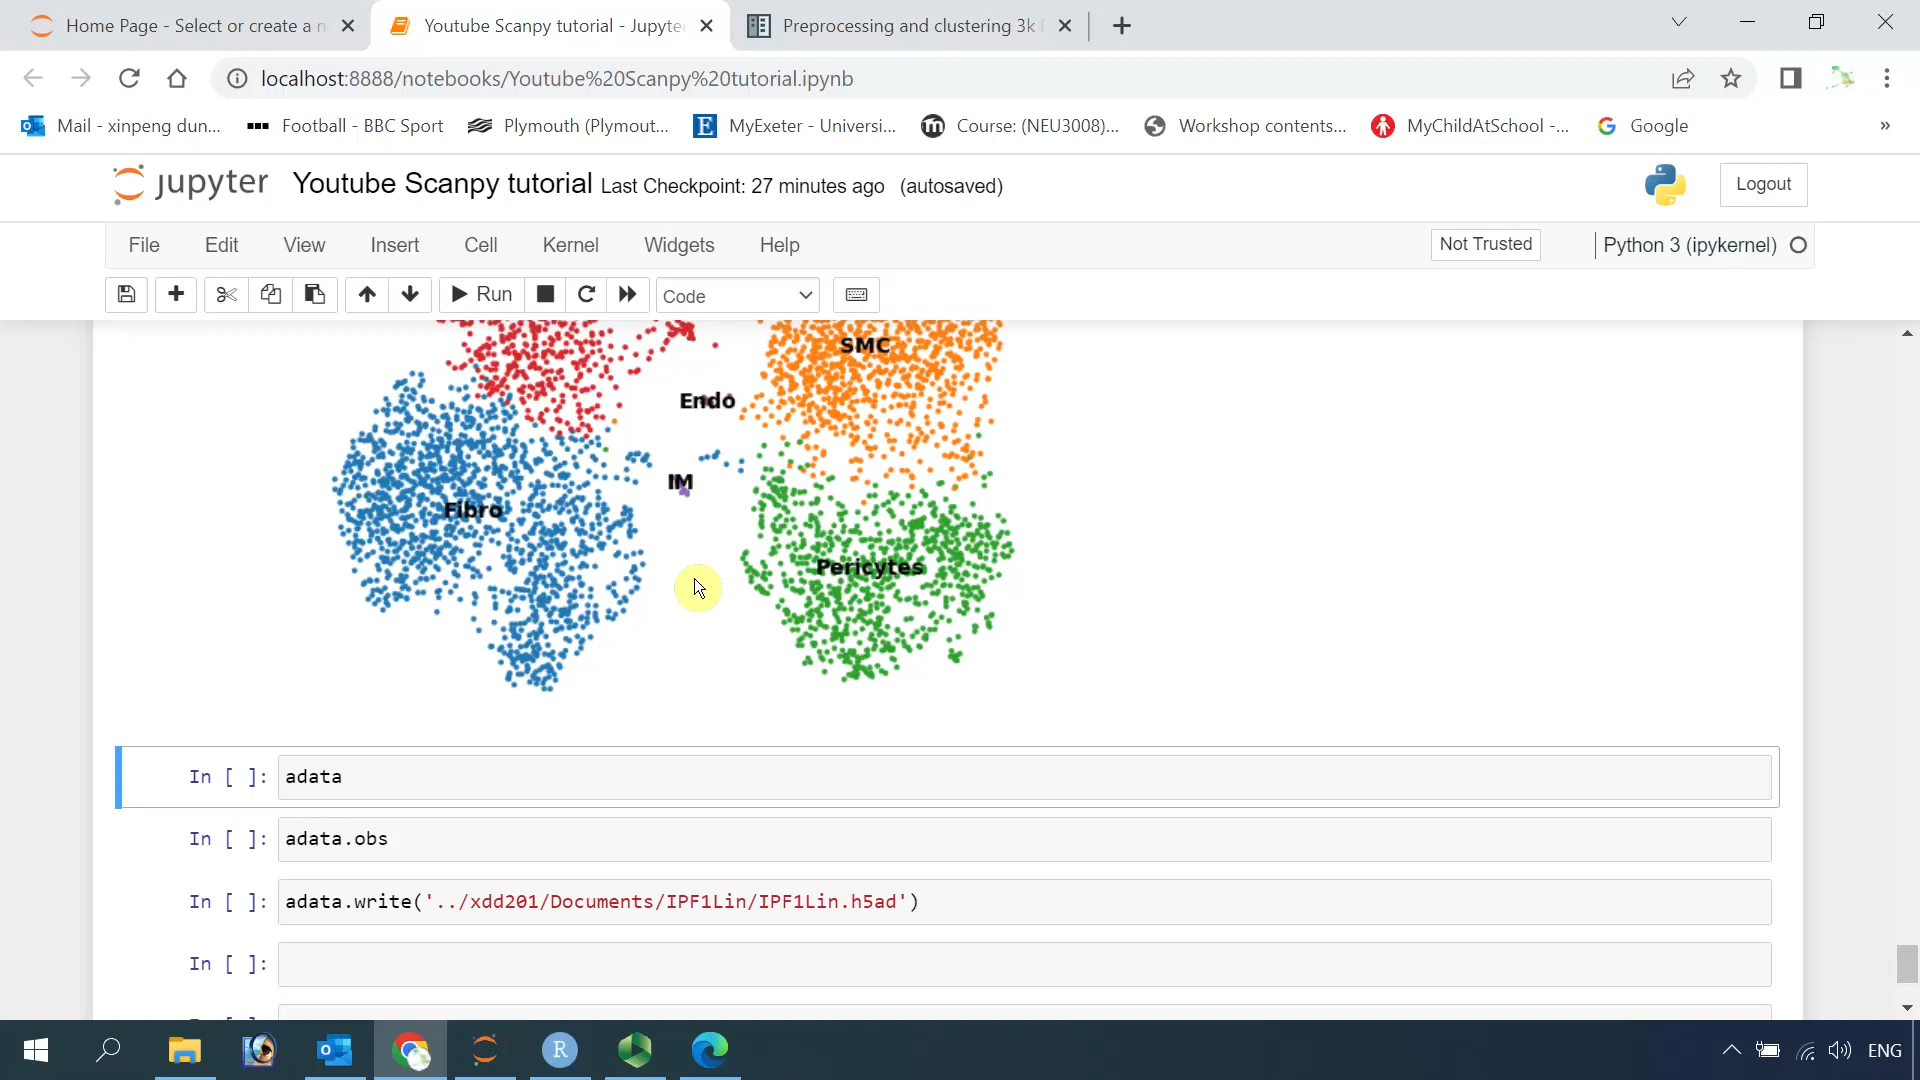 Home Page - Select or create a n
Youtube Scanpy tutorial - Jupyte
Preprocessing and clustering 3k
localhost:8888/notebooks/Youtube%20Scanpy%20tutorial.ipynb
Mail - xinpeng dun...
Football - BBC Sport
Plymouth (Plymout...
E
MyExeter - Universi...
m
Course: (NEU3008)...
Workshop contents...
MyChildAtSchool -...
Google
»
jupyter
Youtube Scanpy tutorial Last Checkpoint: 27 minutes ago (autosaved)
Logout
File Edit View Insert Cell Kernel Widgets Help
Not Trusted
Python 3 (ipykernel)
Run
Code
SMC
Endo
IM
Fibro
Pericytes
In [ ]: adata
In [ ]: adata.obs
In [ ]: adata.write('../xdd201/Documents/IPF1Lin/IPF1Lin.h5ad')
In [ ]:
R
ENG